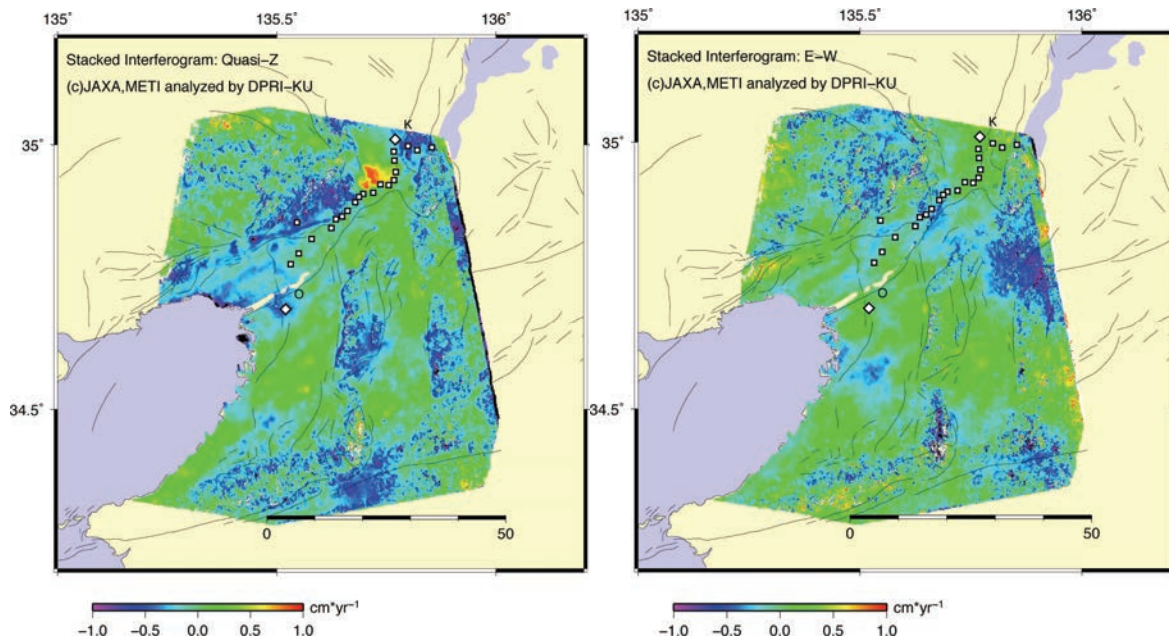 135° 135.5° 136°
Stacked Interferogram: Quasi−Z
(c)JAXA,METI analyzed by DPRI−KU
K
35°
34.5°
0 50
cm*yr−1
−1.0 −0.5 0.0 0.5 1.0
135° 135.5° 136°
Stacked Interferogram: E−W
(c)JAXA,METI analyzed by DPRI−KU
K
35°
34.5°
0 50
cm*yr−1
−1.0 −0.5 0.0 0.5 1.0